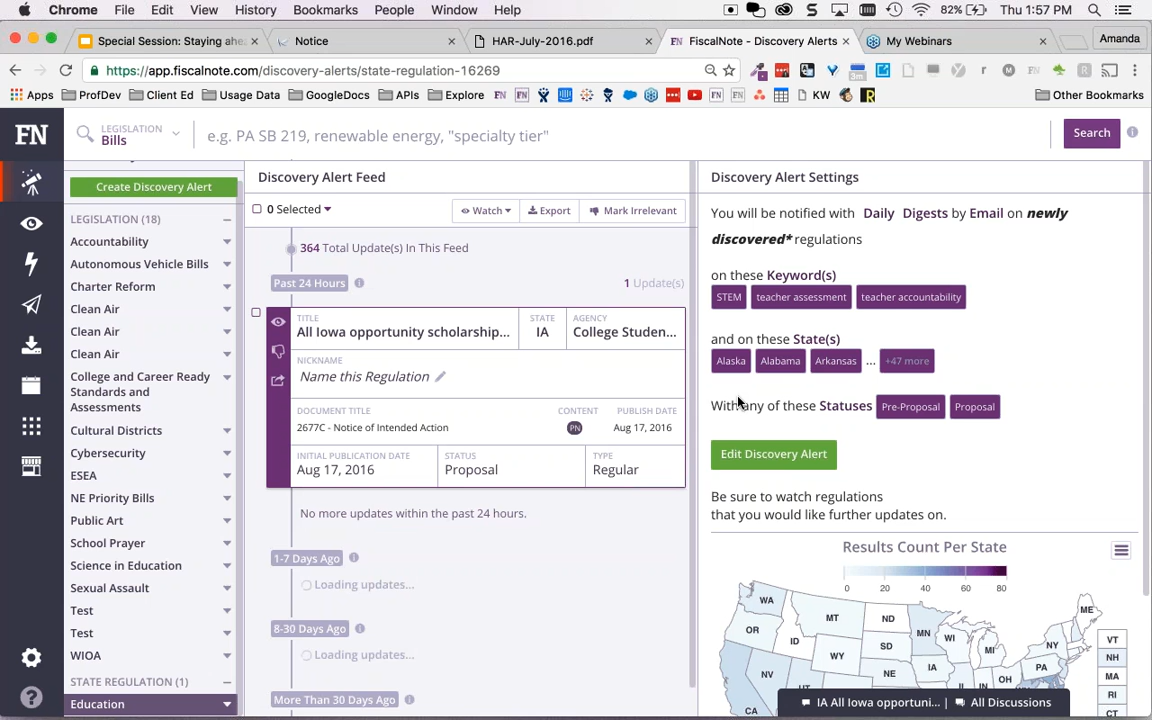 Chrome File Edit View History Bookmarks People Window Help 82% Thu 1:57 PM
Special Session: Staying ahe Notice HAR-July-2016.pdf FiscalNote - Discovery Alerts My Webinars Amanda
https://app.fiscalnote.com/discovery-alerts/state-regulation-16269
Apps ProfDev Client Ed Usage Data GoogleDocs APIs Explore KW Other Bookmarks
FN LEGISLATION
Bills
e.g. PA SB 219, renewable energy, "specialty tier"
Search
Create Discovery Alert
LEGISLATION (18)
Accountability
Autonomous Vehicle Bills
Charter Reform
Clean Air
Clean Air
Clean Air
College and Career Ready
Standards and
Assessments
Cultural Districts
Cybersecurity
ESEA
NE Priority Bills
Public Art
School Prayer
Science in Education
Sexual Assault
Test
Test
WIOA
STATE REGULATION (1)
Education
Discovery Alert Feed
0 Selected
Watch Export Mark Irrelevant
364 Total Update(s) In This Feed
Past 24 Hours 1 Update(s)
TITLE STATE AGENCY
All Iowa opportunity scholarship... IA College Studen...
NICKNAME
Name this Regulation
DOCUMENT TITLE CONTENT PUBLISH DATE
2677C - Notice of Intended Action PN Aug 17, 2016
INITIAL PUBLICATION DATE STATUS TYPE
Aug 17, 2016 Proposal Regular
No more updates within the past 24 hours.
1-7 Days Ago
Loading updates...
8-30 Days Ago
Loading updates...
More Than 30 Days Ago
Discovery Alert Settings
You will be notified with Daily Digests by Email on newly
discovered* regulations
on these Keyword(s)
STEM teacher assessment teacher accountability
and on these State(s)
Alaska Alabama Arkansas ... +47 more
With any of these Statuses Pre-Proposal Proposal
Edit Discovery Alert
Be sure to watch regulations
that you would like further updates on.
Results Count Per State
0 20 40 60 80
WA MT ND MN ME
OR ID SD WI MI NY VT
WY IA PA NH
NV NE OH MA
RI
CA CT
IA All Iowa opportuni... All Discussions